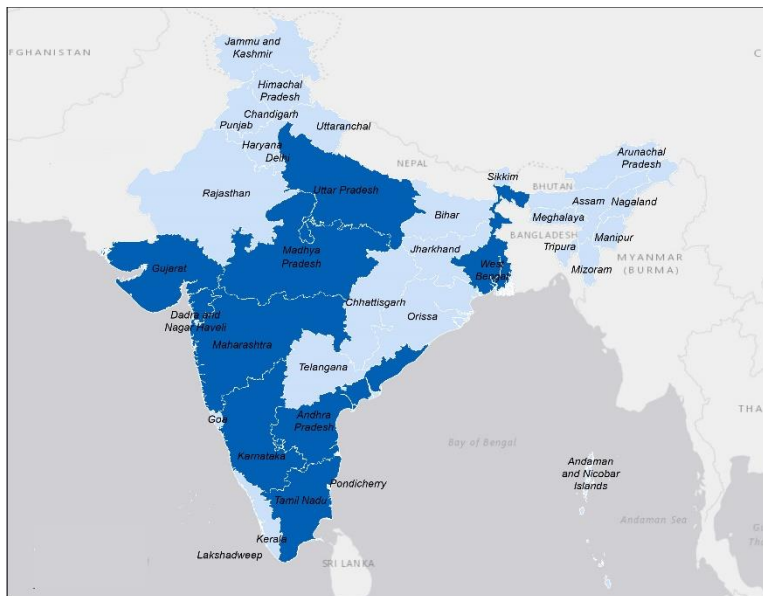 FGHANISTAN
C
Jammu and
Kashmir
Himachal
Pradesh
Chandigarh
Punjab
Uttaranchal
Haryana
Delhi
Arunachal
Pradesh
NEPAL
Sikkim
BHUTAN
Rajasthan
Uttar Pradesh
Assam
Nagaland
Bihar
Meghalaya
BANGLADESH
Manipur
Tripura
Jharkhand
Gujarat
Madhya
Pradesh
West
Bengal
Mizoram
MYANMAR
(BURMA)
Chhattisgarh
Orissa
Dadra and
Nagar Haveli
Maharashtra
Telangana
THA
Goa
Andhra
Pradesh
Bay of Bengal
Karnataka
Pondicherry
Andaman
and Nicobar
Islands
Tamil Nadu
Andaman Sea
Kerala
Lakshadweep
SRI LANKA